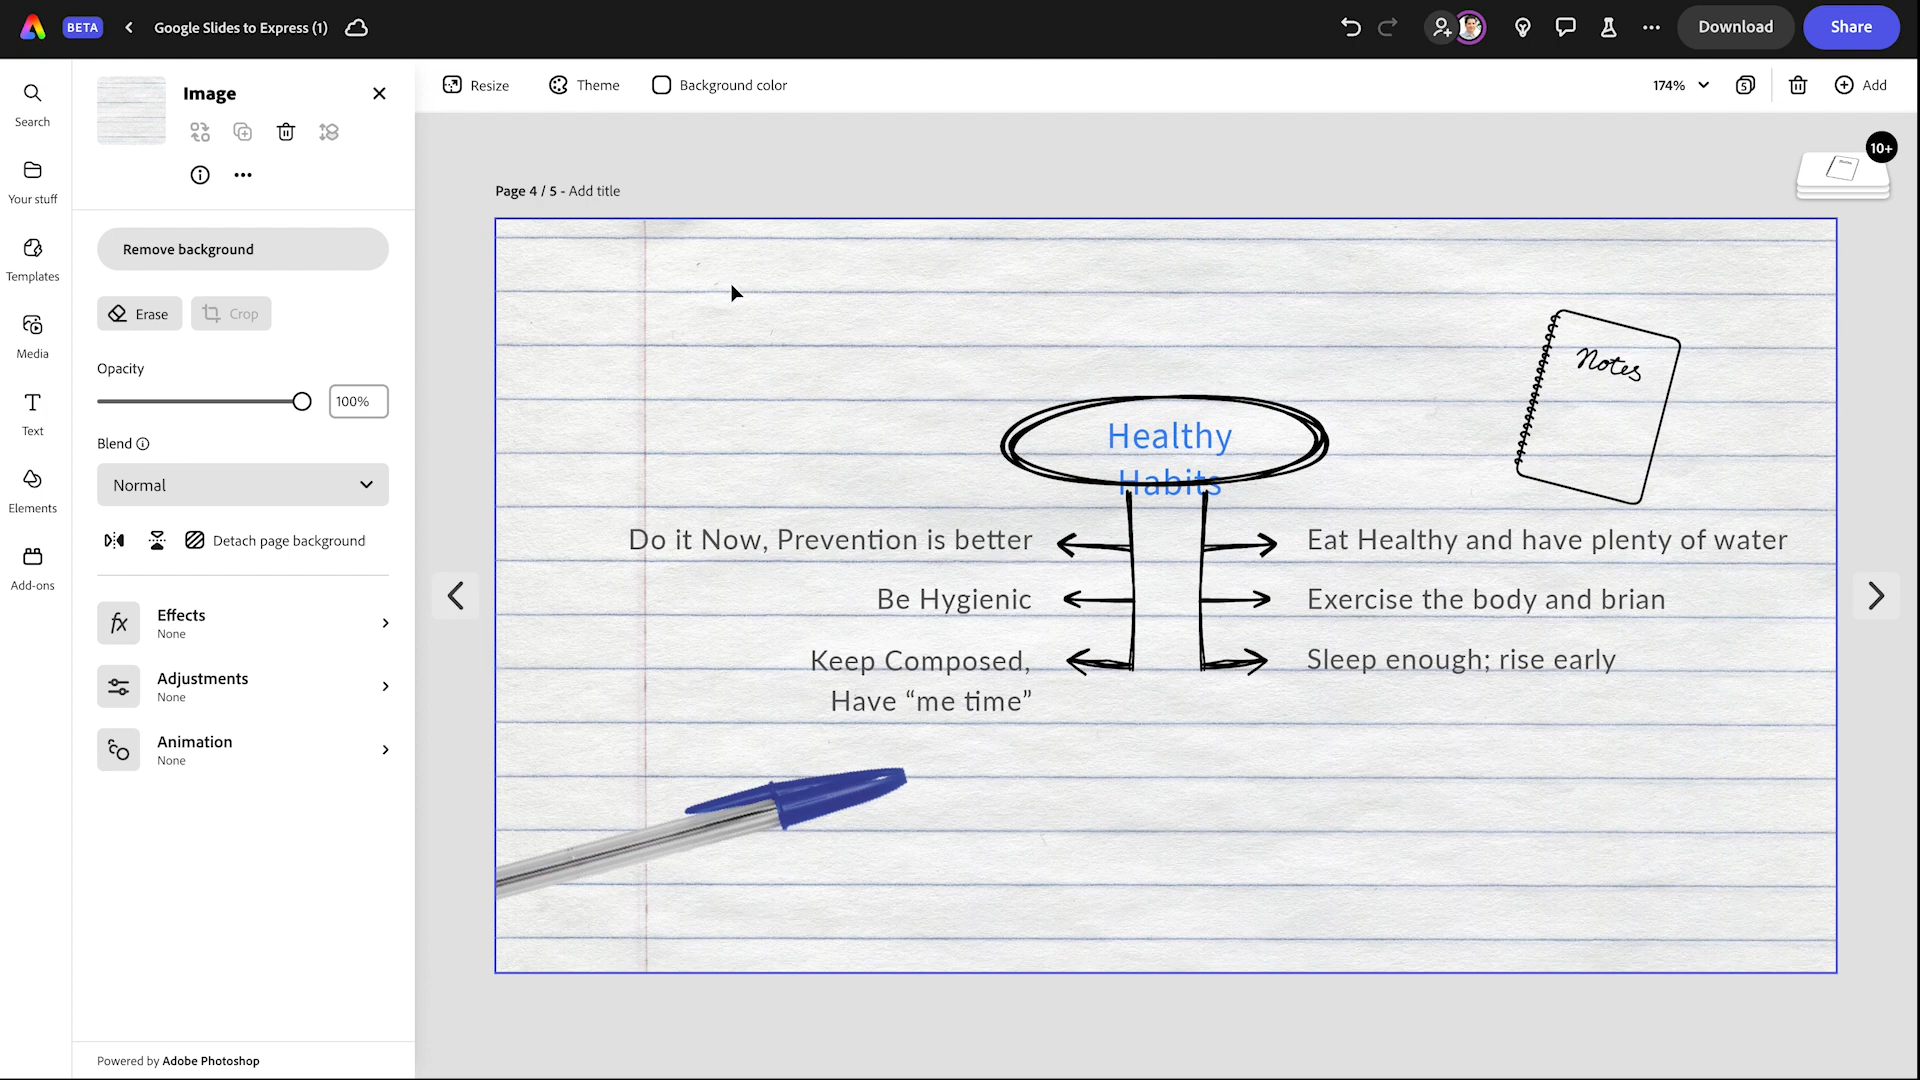 BETA
Google Slides to Express (1)
Download
Share
Search
Your stuff
Templates
Media
Text
Elements
Add-ons
Image
Remove background
Erase
Crop
Opacity
100%
Blend
Normal
Detach page background
fx
Effects
None
Adjustments
None
Animation
None
Powered by Adobe Photoshop
Resize
Theme
Background color
174%
5
Add
10+
Page 4 / 5 - Add title
Notes
Healthy
Habits
Do it Now, Prevention is better
Be Hygienic
Keep Composed,
Have “me time”
Eat Healthy and have plenty of water
Exercise the body and brian
Sleep enough; rise early